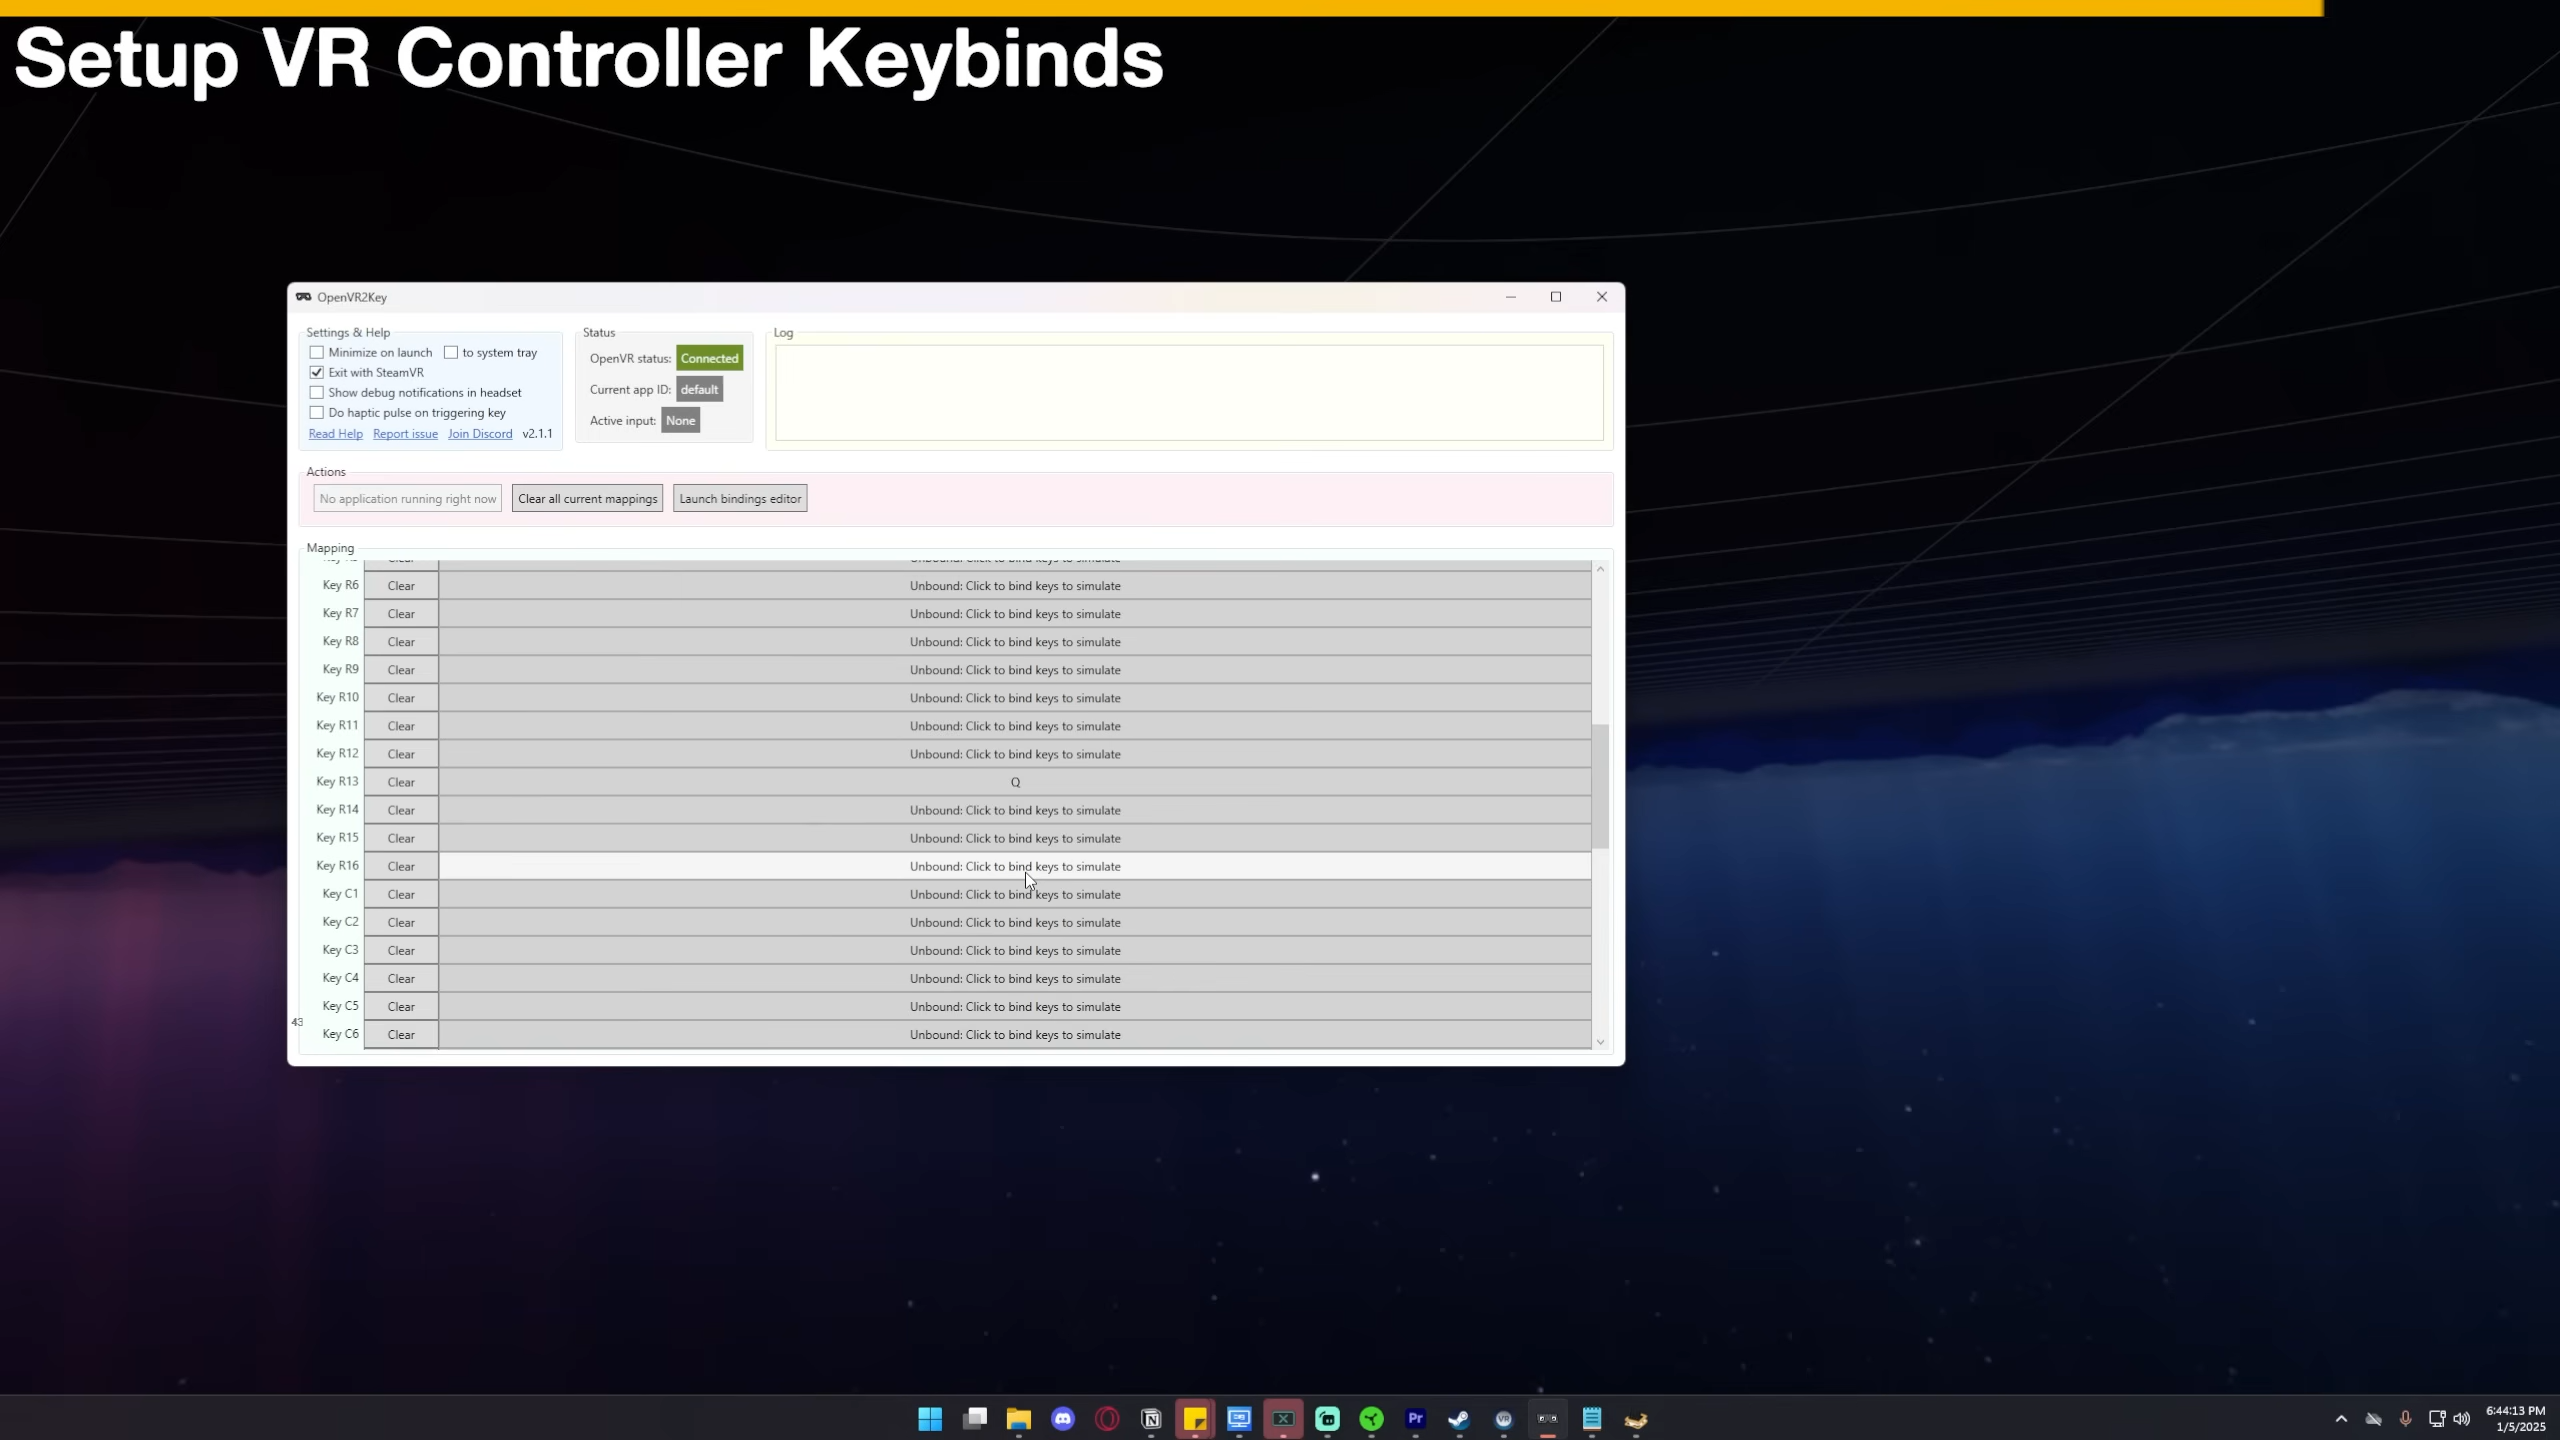 Setup VR Controller Keybinds
OpenVR2Key
Settings & Help
Minimize on launch to system tray
Exit with SteamVR
Show debug notifications in headset
Do haptic pulse on triggering key
Read Help Report issue Join Discord v2.1.1
Status
OpenVR status: Connected
Current app ID: default
Active input: None
Log
Actions
No application running right now Clear all current mappings Launch bindings editor
Mapping
Key R6 Clear Unbound: Click to bind keys to simulate
Key R7 Clear Unbound: Click to bind keys to simulate
Key R8 Clear Unbound: Click to bind keys to simulate
Key R9 Clear Unbound: Click to bind keys to simulate
Key R10 Clear Unbound: Click to bind keys to simulate
Key R11 Clear Unbound: Click to bind keys to simulate
Key R12 Clear Unbound: Click to bind keys to simulate
Key R13 Clear Q
Key R14 Clear Unbound: Click to bind keys to simulate
Key R15 Clear Unbound: Click to bind keys to simulate
Key R16 Clear Unbound: Click to bind keys to simulate
Key C1 Clear Unbound: Click to bind keys to simulate
Key C2 Clear Unbound: Click to bind keys to simulate
Key C3 Clear Unbound: Click to bind keys to simulate
Key C4 Clear Unbound: Click to bind keys to simulate
Key C5 Clear Unbound: Click to bind keys to simulate
43
Key C6 Clear Unbound: Click to bind keys to simulate
Pr
VR
6:44:13 PM
1/5/2025